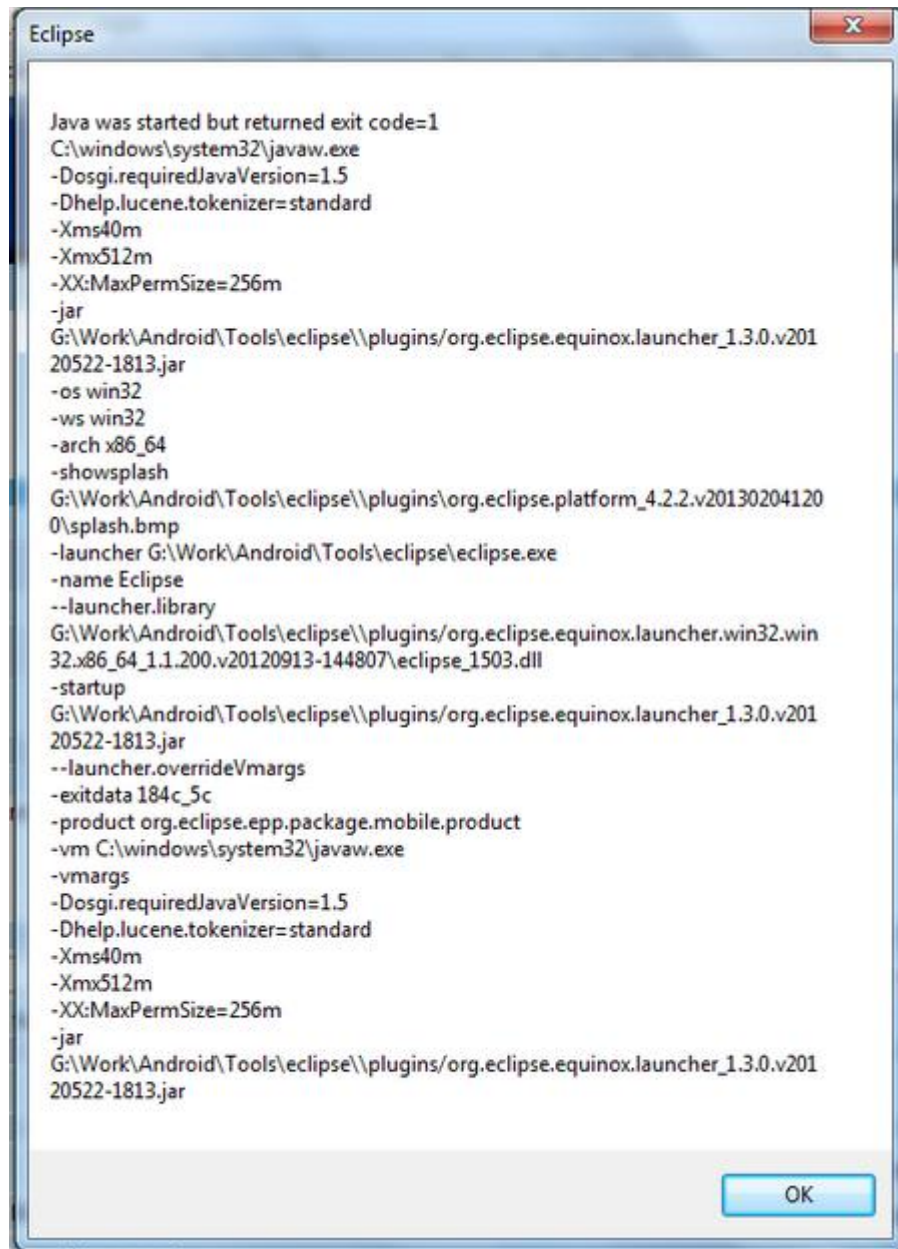 Eclipse
Java was started but returned exit code=1
C:\windows\system32\javaw.exe
-Dosgi.requiredJavaVersion=1.5
-Dhelp.lucene.tokenizer=standard
-Xms40m
-Xmx512m
-XX:MaxPermSize=256m
-jar
G:\Work\Android\Tools\eclipse\\plugins/org.eclipse.equinox.launcher_1.3.0.v201
20522-1813.jar
-os win32
-ws win32
-arch x86_64
-showsplash
G:\Work\Android\Tools\eclipse\\plugins\org.eclipse.platform_4.2.2.v20130204120
0\splash.bmp
-launcher G:\Work\Android\Tools\eclipse\eclipse.exe
-name Eclipse
--launcher.library
G:\Work\Android\Tools\eclipse\\plugins/org.eclipse.equinox.launcher.win32.win
32.x86_64_1.1.200.v20120913-144807\eclipse_1503.dll
-startup
G:\Work\Android\Tools\eclipse\\plugins/org.eclipse.equinox.launcher_1.3.0.v201
20522-1813.jar
--launcher.overrideVmargs
-exitdata 184c_5c
-product org.eclipse.epp.package.mobile.product
-vm C:\windows\system32\javaw.exe
-vmargs
-Dosgi.requiredJavaVersion=1.5
-Dhelp.lucene.tokenizer=standard
-Xms40m
-Xmx512m
-XX:MaxPermSize=256m
-jar
G:\Work\Android\Tools\eclipse\\plugins/org.eclipse.equinox.launcher_1.3.0.v201
20522-1813.jar
OK